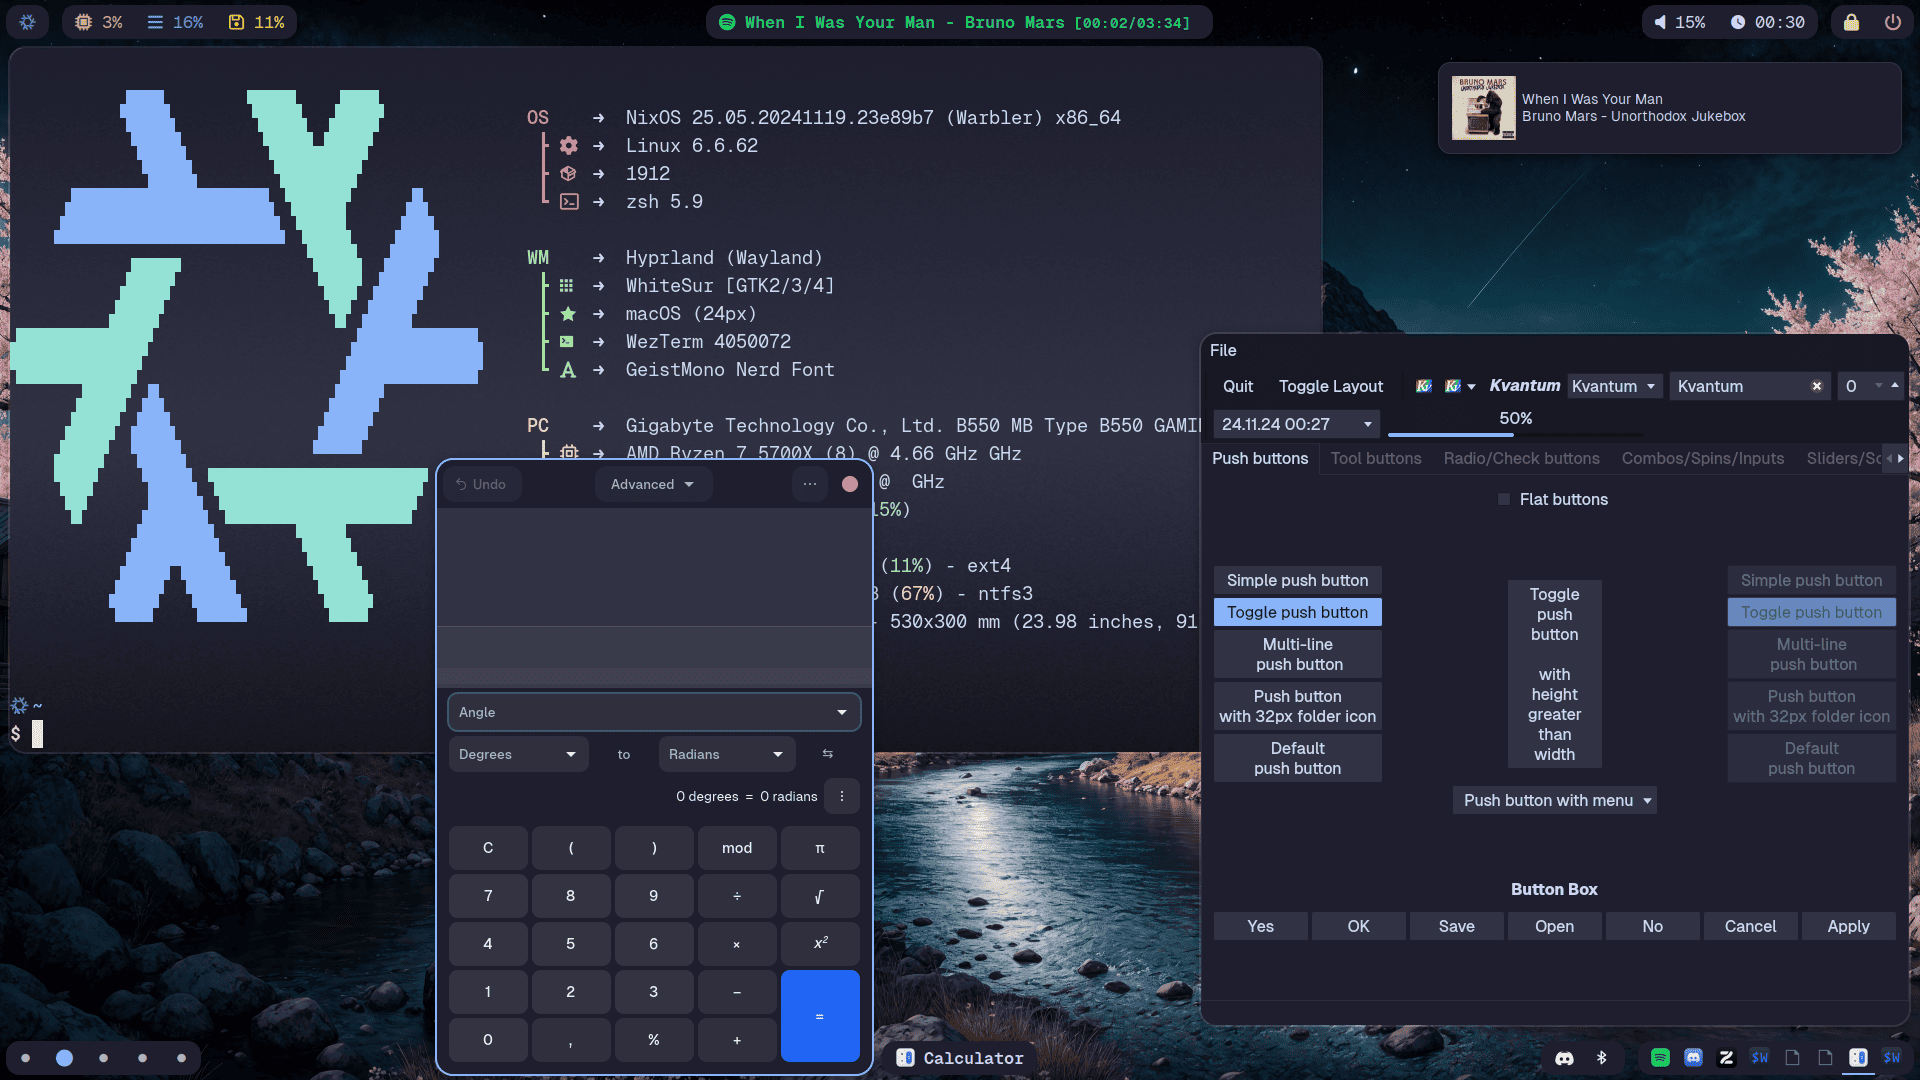 3% 16% 11%
When I Was Your Man - Bruno Mars [00:02/03:34]
15% 00:30
BRUNO MARS
UNORTHODOX JUKEBOX
When I Was Your Man
Bruno Mars - Unorthodox Jukebox
OS → NixOS 25.05.20241119.23e89b7 (Warbler) x86_64
→ Linux 6.6.62
→ 1912
→ zsh 5.9
WM → Hyprland (Wayland)
→ WhiteSur [GTK2/3/4]
→ macOS (24px)
→ WezTerm 4050072
→ GeistMono Nerd Font
PC → Gigabyte Technology Co., Ltd. B550 MB Type B550 GAMI
→ AMD Ryzen 7 5700X (8) @ 4.66 GHz GHz
@ GHz
15%)
(11%) - ext4
(67%) - ntfs3
- 530x300 mm (23.98 inches, 91
~
$
Undo
Advanced
...
Angle
Degrees to Radians
0 degrees = 0 radians
C ( ) mod π
7 8 9 ÷ √
4 5 6 × x²
1 2 3 −
=
0 , % +
File
Quit Toggle Layout Kvantum Kvantum Kvantum 0
24.11.24 00:27 50%
Push buttons Tool buttons Radio/Check buttons Combos/Spins/Inputs Sliders/Sc
Flat buttons
Simple push button
Toggle push button
Multi-line
push button
Push button
with 32px folder icon
Default
push button
Toggle
push
button
with
height
greater
than
width
Push button with menu
Simple push button
Toggle push button
Multi-line
push button
Push button
with 32px folder icon
Default
push button
Button Box
Yes OK Save Open No Cancel Apply
Calculator
$W
$W